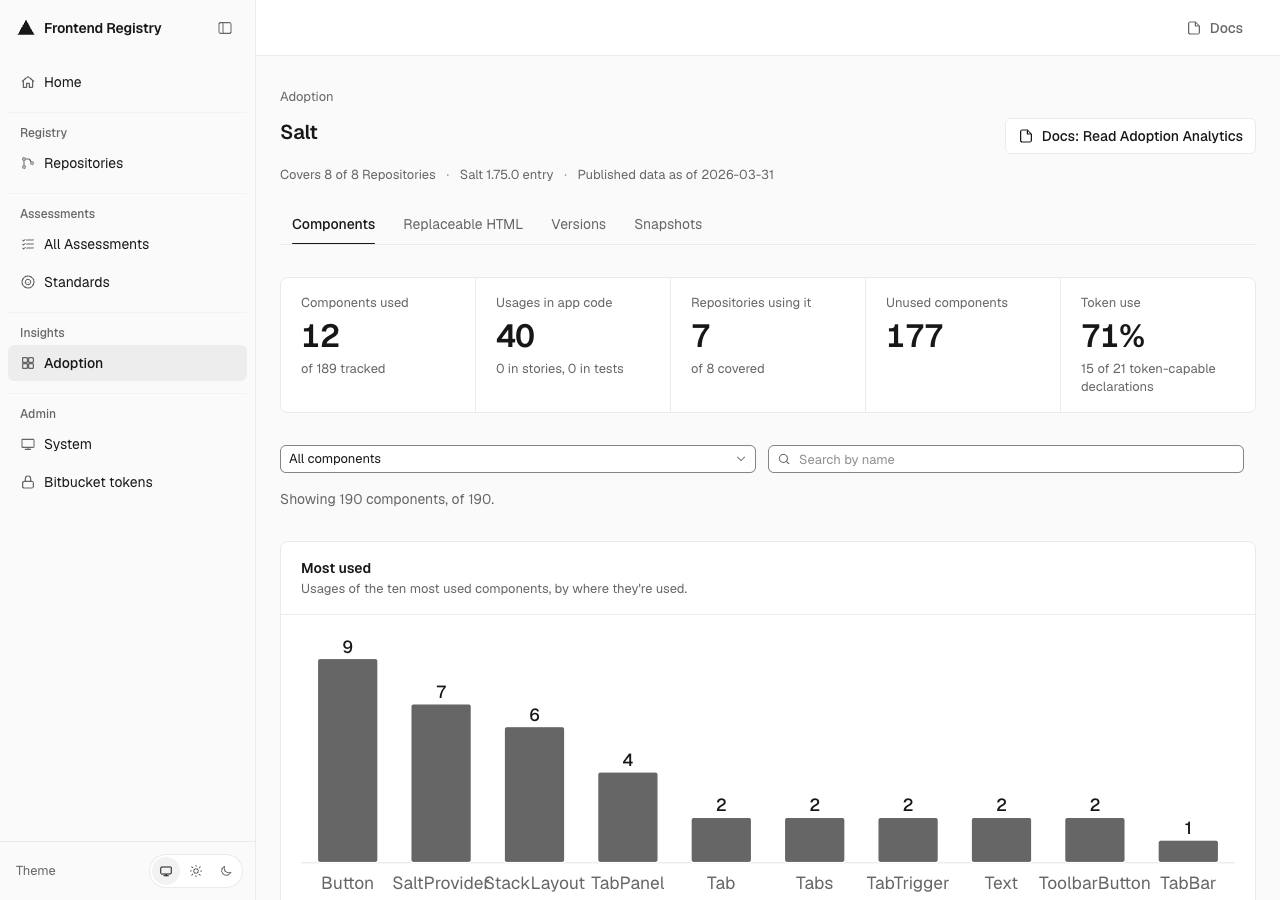 Frontend Registry
Docs
Home
Registry
Repositories
Assessments
All Assessments
Standards
Insights
Adoption
Admin
System
Bitbucket tokens
Theme
Adoption
Salt
Docs: Read Adoption Analytics
Covers 8 of 8 Repositories · Salt 1.75.0 entry · Published data as of 2026-03-31
Components Replaceable HTML Versions Snapshots
Components used
12
of 189 tracked
Usages in app code
40
0 in stories, 0 in tests
Repositories using it
7
of 8 covered
Unused components
177
Token use
71%
15 of 21 token-capable
declarations
All components
Search by name
Showing 190 components, of 190.
Most used
Usages of the ten most used components, by where they're used.
9 7 6 4 2 2 2 2 2 1
Button SaltProvider StackLayout TabPanel Tab Tabs TabTrigger Text ToolbarButton TabBar